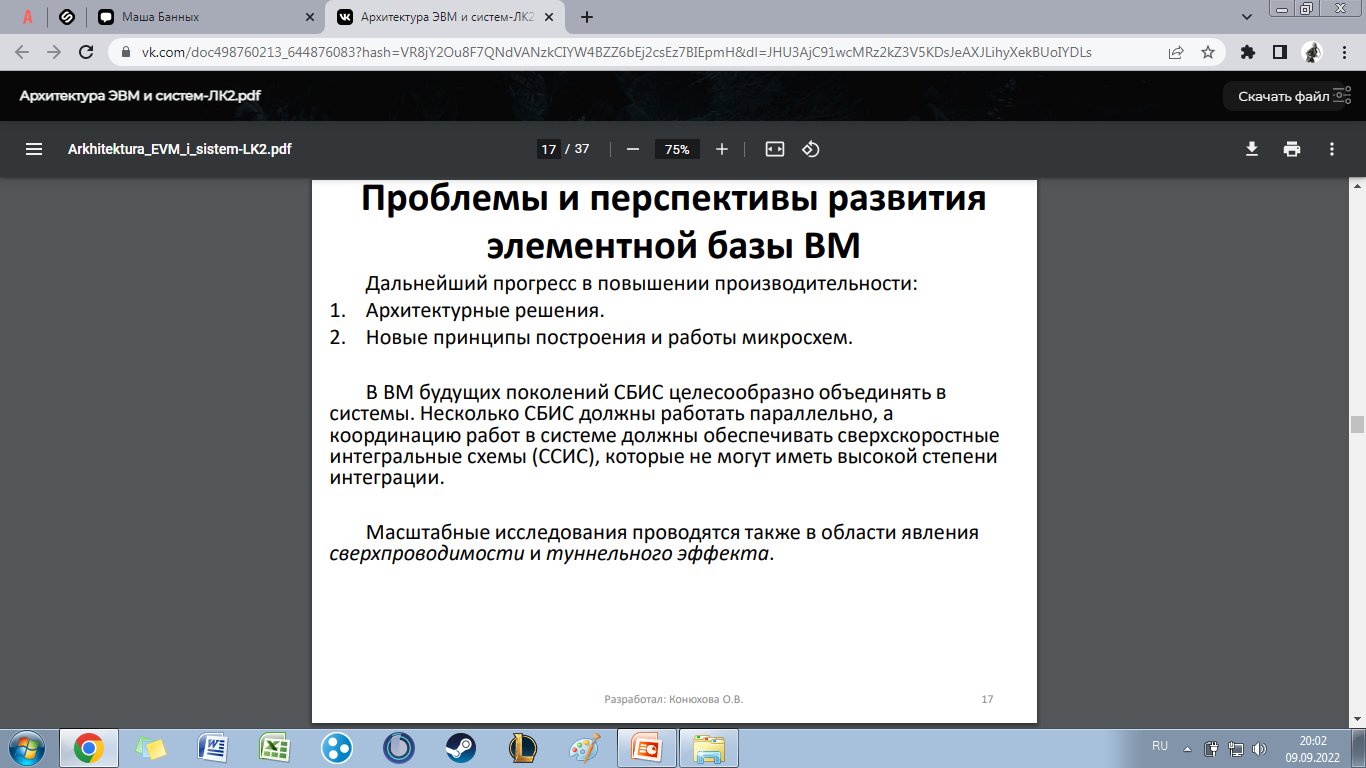 Маша Банных
Архитектура ЭВМ и систем-ЛК2
vk.com/doc498760213_644876083?hash=VR8jY2Ou8F7QNdVANzkCIYW4BZZ6bEj2csEz7BIEpmH&dl=JHU3AjC91wcMRz2kZ3V5KDsJeAXJLihyXekBUoIYDLs
Архитектура ЭВМ и систем-ЛК2.pdf
Скачать файл
Arkhitektura_EVM_i_sistem-LK2.pdf
17 / 37
75%
Проблемы и перспективы развития
элементной базы ВМ
Дальнейший прогресс в повышении производительности:
1. Архитектурные решения.
2. Новые принципы построения и работы микросхем.
В ВМ будущих поколений СБИС целесообразно объединять в
системы. Несколько СБИС должны работать параллельно, а
координацию работ в системе должны обеспечивать сверхскоростные
интегральные схемы (ССИС), которые не могут иметь высокой степени
интеграции.
Масштабные исследования проводятся также в области явления
сверхпроводимости и туннельного эффекта.
Разработал: Конюхова О.В.
17
RU
20:02
09.09.2022